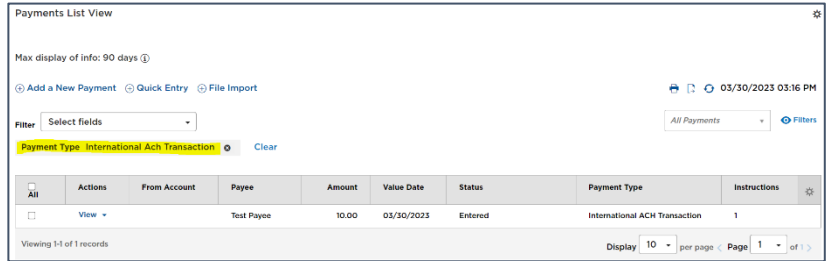 Payments List View
Max display of info: 90 days
Add a New Payment Quick Entry File Import 03/30/2023 03:16 PM
Filter Select fields All Payments Filters
Payment Type International Ach Transaction Clear
All Actions From Account Payee Amount Value Date Status Payment Type Instructions
View Test Payee 10.00 03/30/2023 Entered International ACH Transaction 1
Viewing 1-1 of 1 records Display 10 per page < Page 1 of 1 >